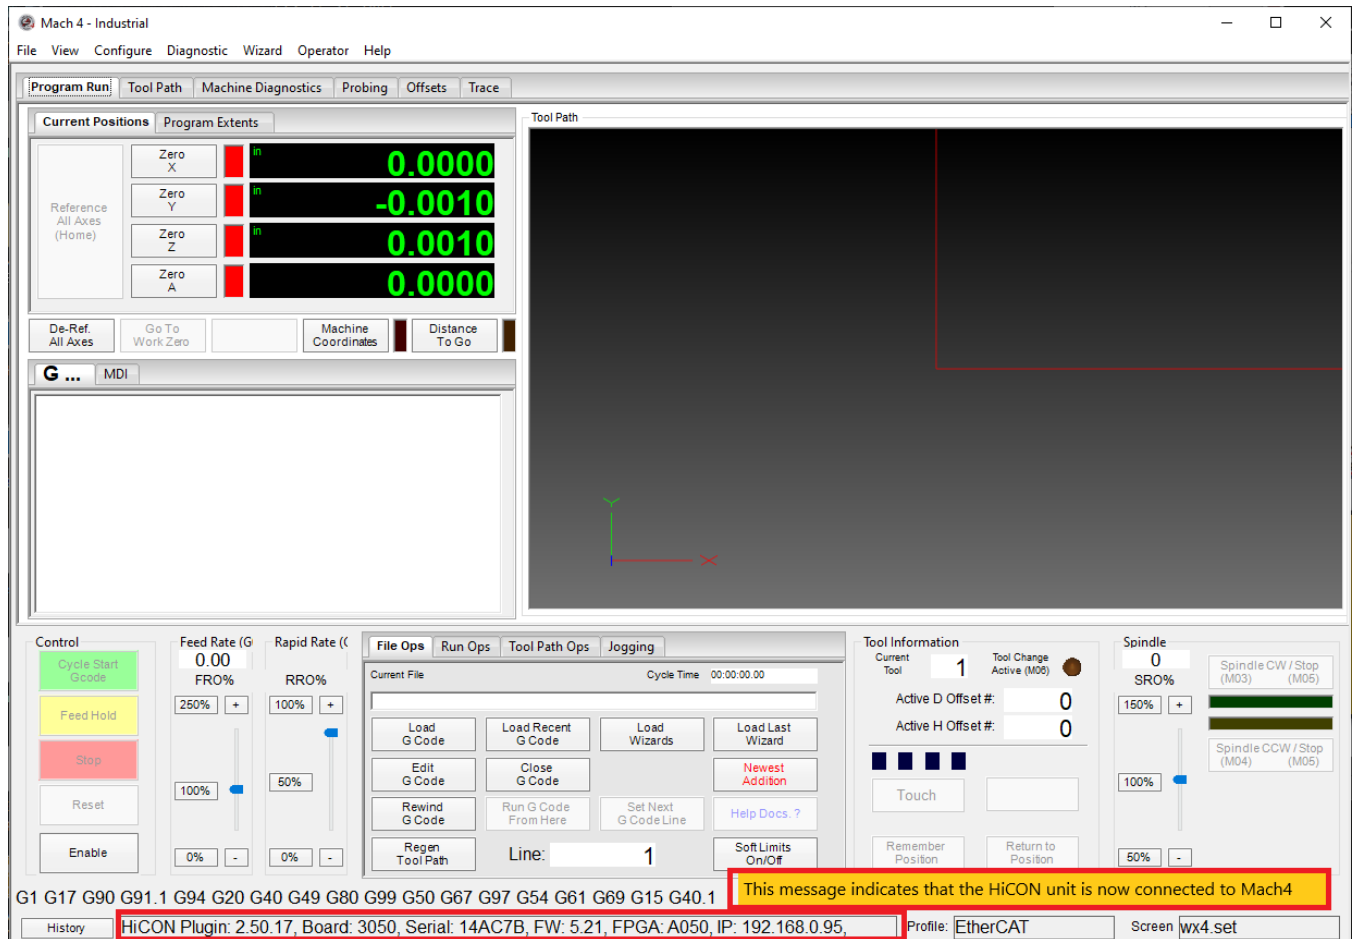 Mach 4 - Industrial
File View Configure Diagnostic Wizard Operator Help
Program Run Tool Path Machine Diagnostics Probing Offsets Trace
Current Positions Program Extents
Tool Path
Reference
All Axes
(Home)
Zero
X
in
0.0000
Zero
Y
in
-0.0010
Zero
Z
in
0.0010
Zero
A
0.0000
De-Ref.
All Axes
Go To
Work Zero
Machine
Coordinates
Distance
To Go
G ... MDI
Y
X
Control
Cycle Start
Gcode
Feed Hold
Stop
Reset
Enable
Feed Rate (G
0.00
FRO%
250% +
100%
0% -
Rapid Rate (
RRO%
100% +
50%
0% -
File Ops Run Ops Tool Path Ops Jogging
Current File
Cycle Time 00:00:00.00
Load
G Code
Load Recent
G Code
Load
Wizards
Load Last
Wizard
Edit
G Code
Close
G Code
Newest
Addition
Rewind
G Code
Run G Code
From Here
Set Next
G Code Line
Help Docs. ?
Regen
Tool Path
Line: 1
Soft Limits
On/Off
Tool Information
Current
Tool
1
Tool Change
Active (M06)
Active D Offset #: 0
Active H Offset #: 0
Touch
Remember
Position
Return to
Position
Spindle
0
SRO%
150% +
100%
50% -
Spindle CW / Stop
(M03) (M05)
Spindle CCW / Stop
(M04) (M05)
G1 G17 G90 G91.1 G94 G20 G40 G49 G80 G99 G50 G67 G97 G54 G61 G69 G15 G40.1
This message indicates that the HiCON unit is now connected to Mach4
History
HiCON Plugin: 2.50.17, Board: 3050, Serial: 14AC7B, FW: 5.21, FPGA: A050, IP: 192.168.0.95,
Profile: EtherCAT
Screen wx4.set